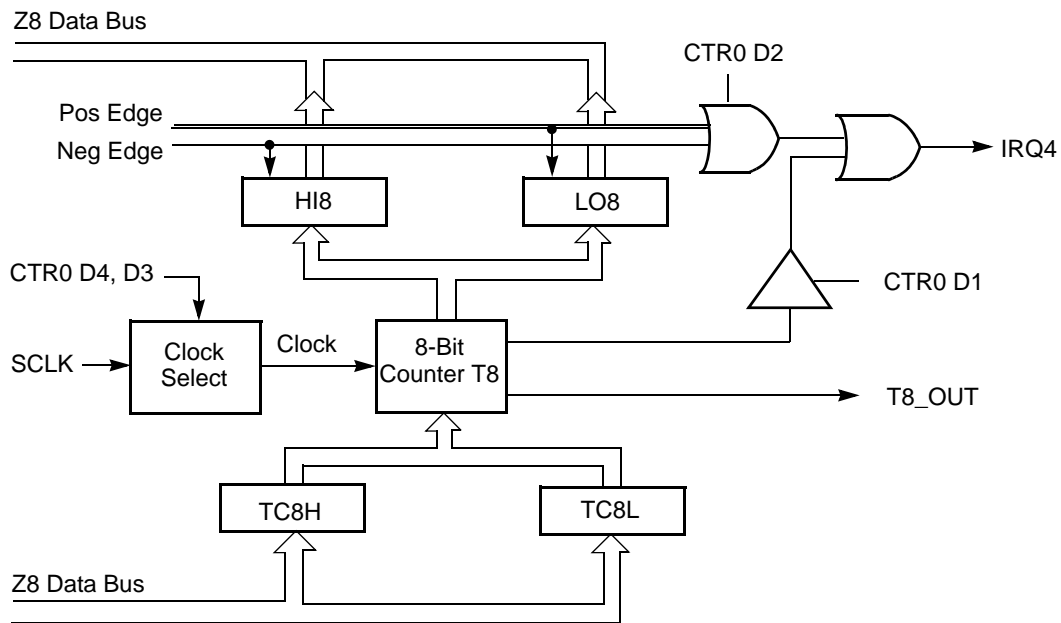 Z8 Data Bus
CTR0 D2
Pos Edge
Neg Edge
IRQ4
HI8
LO8
CTR0 D4, D3
CTR0 D1
SCLK
Clock
Select
Clock
8-Bit
Counter T8
T8_OUT
TC8H
TC8L
Z8 Data Bus